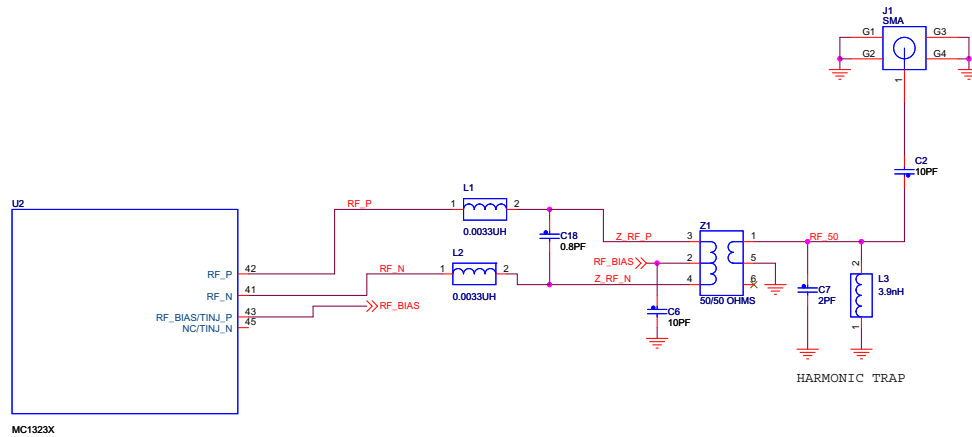 J1
SMA
G1
G3
G2
G4
1
C2
10PF
U2
L1
RF_P
1
2
0.0033UH
C18
0.8PF
Z1
Z_RF_P
3
1
RF_50
RF_BIAS
2
5
Z_RF_N
4
6
50/50 OHMS
L2
RF_N
1
2
0.0033UH
RF_P
42
RF_N
41
RF_BIAS/TINJ_P
43
RF_BIAS
NC/TINJ_N
45
C6
10PF
C7
2PF
2
L3
3.9nH
1
HARMONIC TRAP
MC1323X